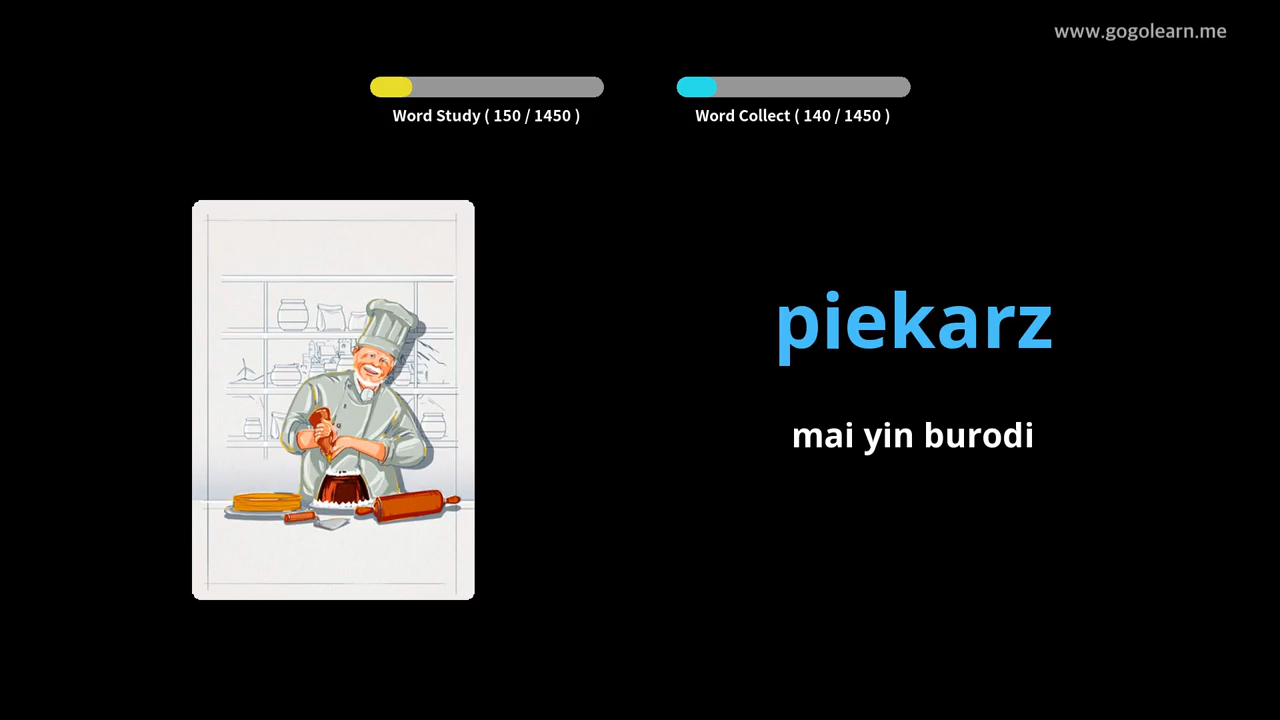 www.gogolearn.me
Word Study ( 150 / 1450 )
Word Collect ( 140 / 1450 )
piekarz
mai yin burodi